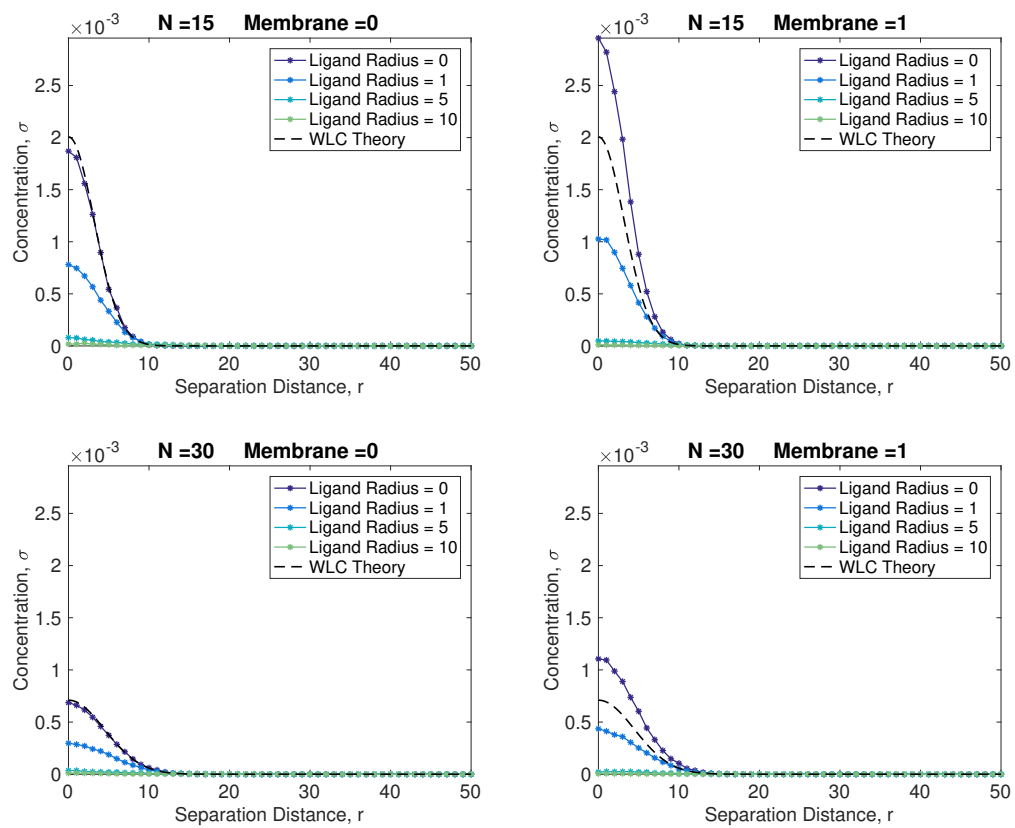 N =15 Membrane =0
×10-3
Ligand Radius = 0
Ligand Radius = 1
Ligand Radius = 5
Ligand Radius = 10
WLC Theory
2.5
2
1.5
1
0.5
0
Concentration, σ
0 10 20 30 40 50
Separation Distance, r
N =15 Membrane =1
×10-3
Ligand Radius = 0
Ligand Radius = 1
Ligand Radius = 5
Ligand Radius = 10
WLC Theory
2.5
2
1.5
1
0.5
0
Concentration, σ
0 10 20 30 40 50
Separation Distance, r
N =30 Membrane =0
×10-3
Ligand Radius = 0
Ligand Radius = 1
Ligand Radius = 5
Ligand Radius = 10
WLC Theory
2.5
2
1.5
1
0.5
0
Concentration, σ
0 10 20 30 40 50
Separation Distance, r
N =30 Membrane =1
×10-3
Ligand Radius = 0
Ligand Radius = 1
Ligand Radius = 5
Ligand Radius = 10
WLC Theory
2.5
2
1.5
1
0.5
0
Concentration, σ
0 10 20 30 40 50
Separation Distance, r